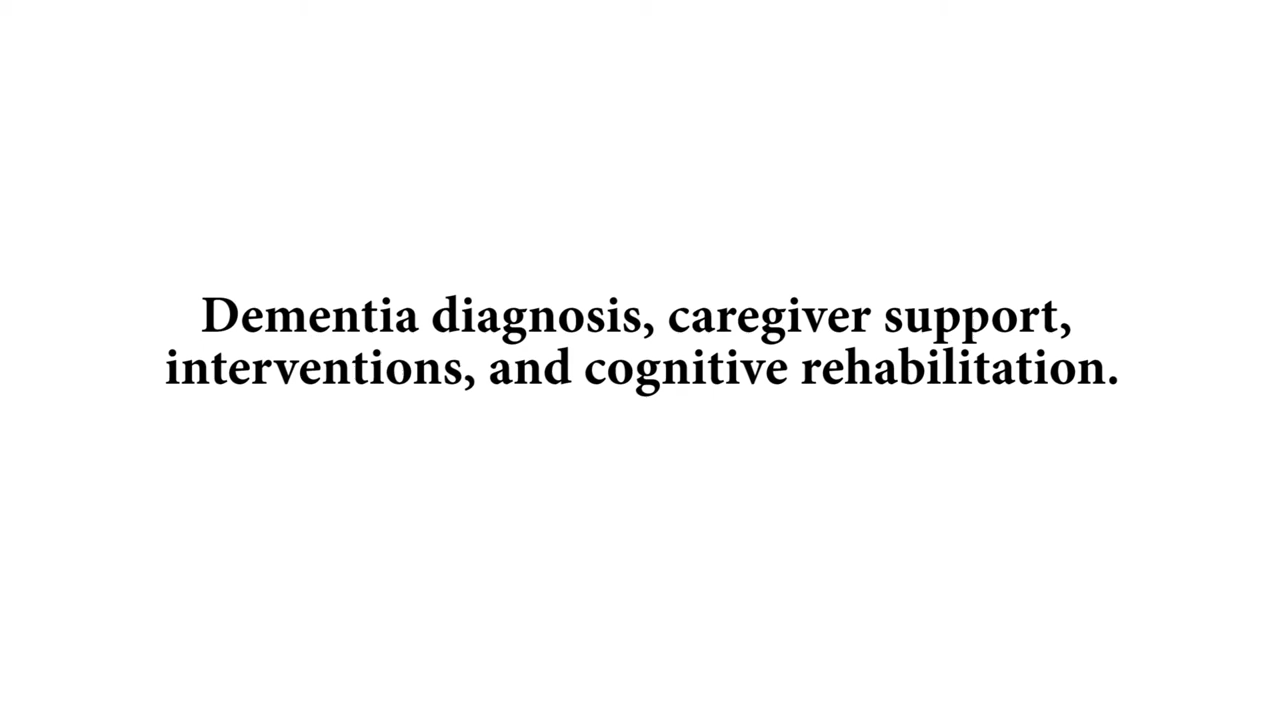 Dementia diagnosis, caregiver support,
interventions, and cognitive rehabilitation.